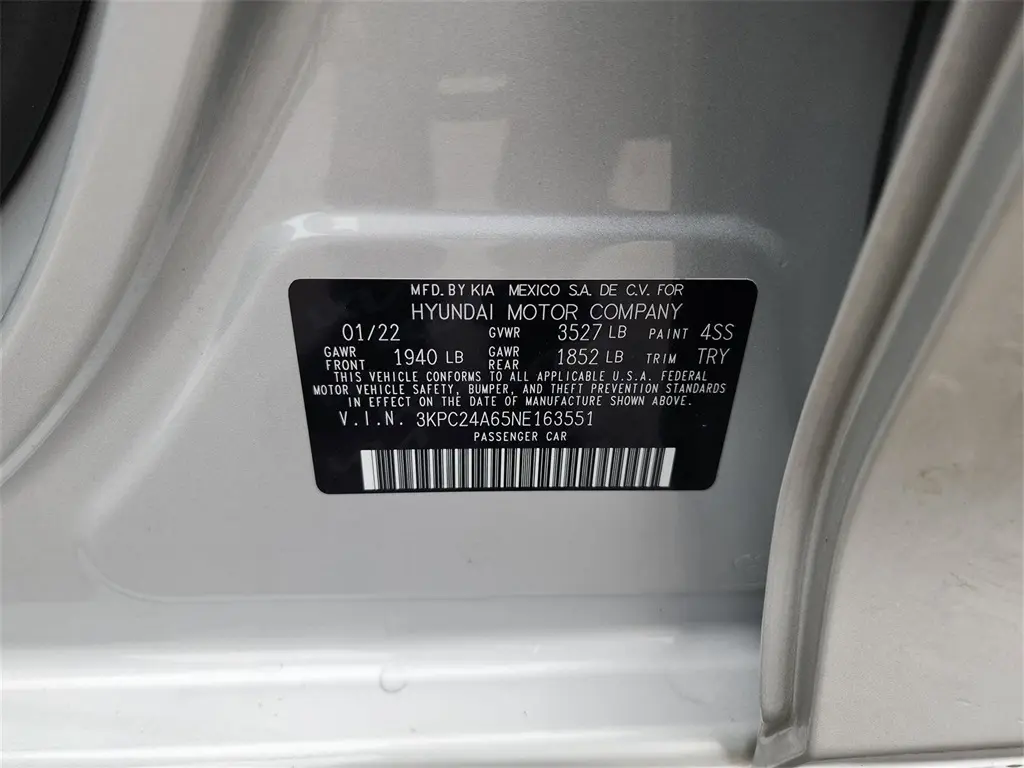 MFD. BY KIA MEXICO S.A. DE C.V. FOR
HYUNDAI MOTOR COMPANY
01/22 GVWR 3527 LB PAINT 4SS
GAWR FRONT 1940 LB GAWR REAR 1852 LB TRIM TRY
THIS VEHICLE CONFORMS TO ALL APPLICABLE U.S.A. FEDERAL
MOTOR VEHICLE SAFETY, BUMPER, AND THEFT PREVENTION STANDARDS
IN EFFECT ON THE DATE OF MANUFACTURE SHOWN ABOVE.
V.I.N. 3KPC24A65NE163551
PASSENGER CAR